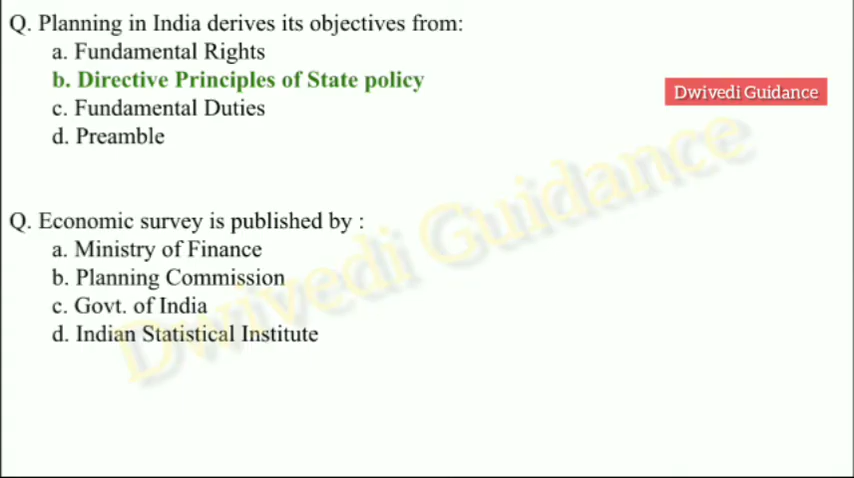 Q. Planning in India derives its objectives from:
a. Fundamental Rights
b. Directive Principles of State policy
Dwivedi Guidance
c. Fundamental Duties
d. Preamble
Q. Economic survey is published by :
a. Ministry of Finance
b. Planning Commission
c. Govt. of India
d. Indian Statistical Institute
Dwivedi Guidance